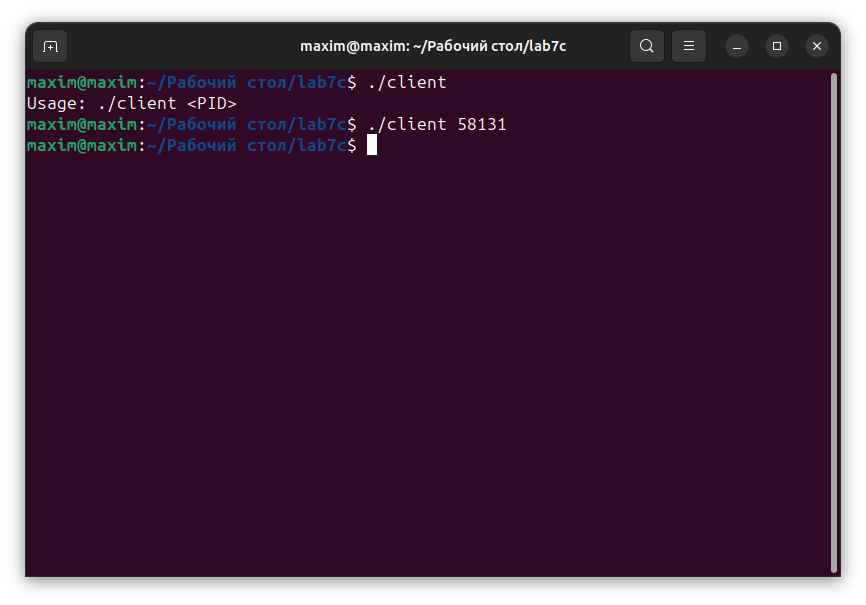 maxim@maxim: ~/Рабочий стол/lab7c
maxim@maxim:~/Рабочий стол/lab7c$ ./client
Usage: ./client <PID>
maxim@maxim:~/Рабочий стол/lab7c$ ./client 58131
maxim@maxim:~/Рабочий стол/lab7c$